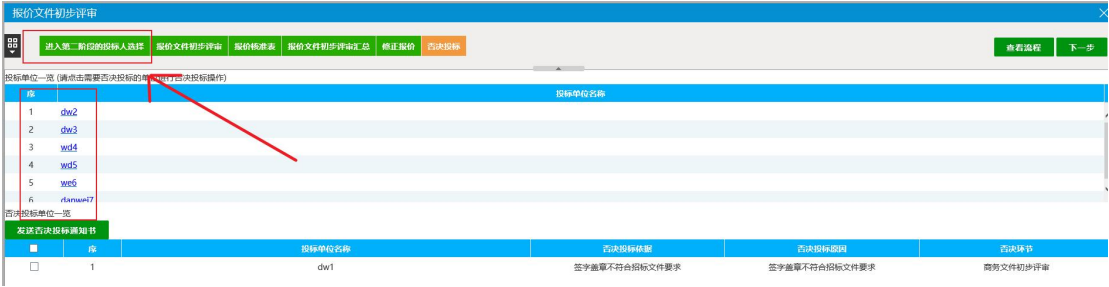 报价文件初步评审
进入第二阶段的投标人选择 报价文件初步评审 报价核准表 报价文件初步评审汇总 修正报价 否决投标 查看流程 下一步
投标单位一览 (请点击需要否决投标的单 进行否决投标操作)
序 投标单位名称
1 dw2
2 dw3
3 wd4
4 wd5
5 we6
6 danwei7
否决投标单位一览
发送否决投标通知书
序 投标单位名称 否决投标依据 否决投标原因 否决环节
1 dw1 签字盖章不符合招标文件要求 签字盖章不符合招标文件要求 商务文件初步评审